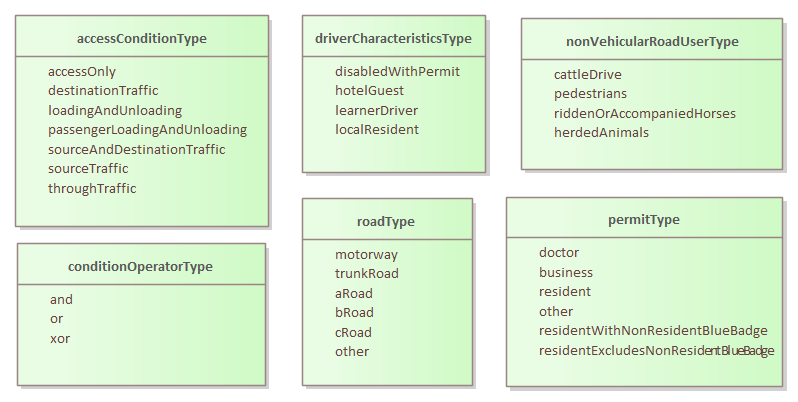 accessConditionType
accessOnly
destinationTraffic
loadingAndUnloading
passengerLoadingAndUnloading
sourceAndDestinationTraffic
sourceTraffic
throughTraffic
driverCharacteristicsType
disabledWithPermit
hotelGuest
learnerDriver
localResident
nonVehicularRoadUserType
cattleDrive
pedestrians
riddenOrAccompaniedHorses
herdedAnimals
conditionOperatorType
and
or
xor
roadType
motorway
trunkRoad
aRoad
bRoad
cRoad
other
permitType
doctor
business
resident
other
residentWithNonResidentBlueBadge
residentExcludesNonResidentBlueBadge